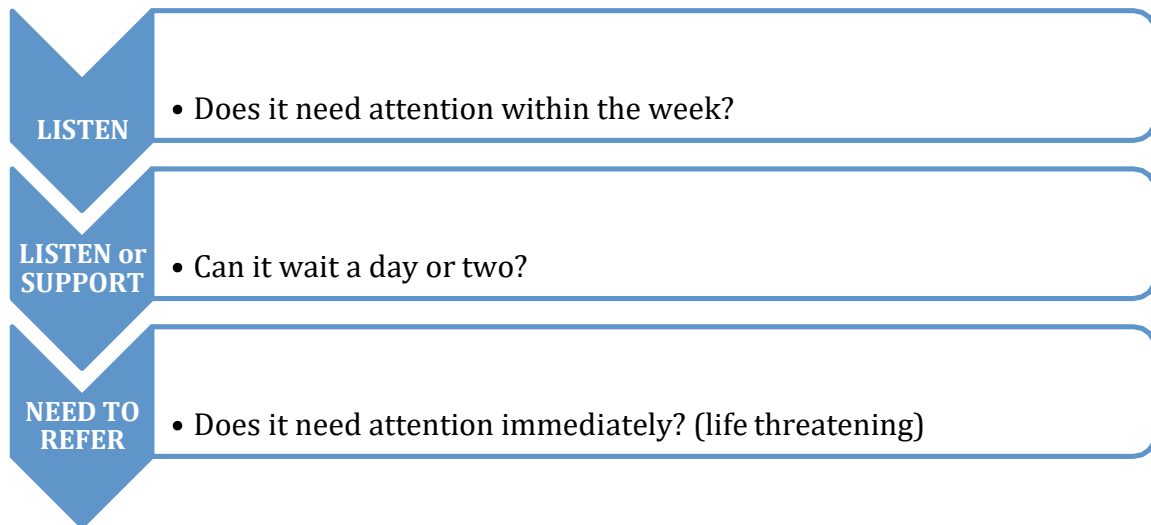 LISTEN
• Does it need attention within the week?
LISTEN or
SUPPORT
• Can it wait a day or two?
NEED TO
REFER
• Does it need attention immediately? (life threatening)